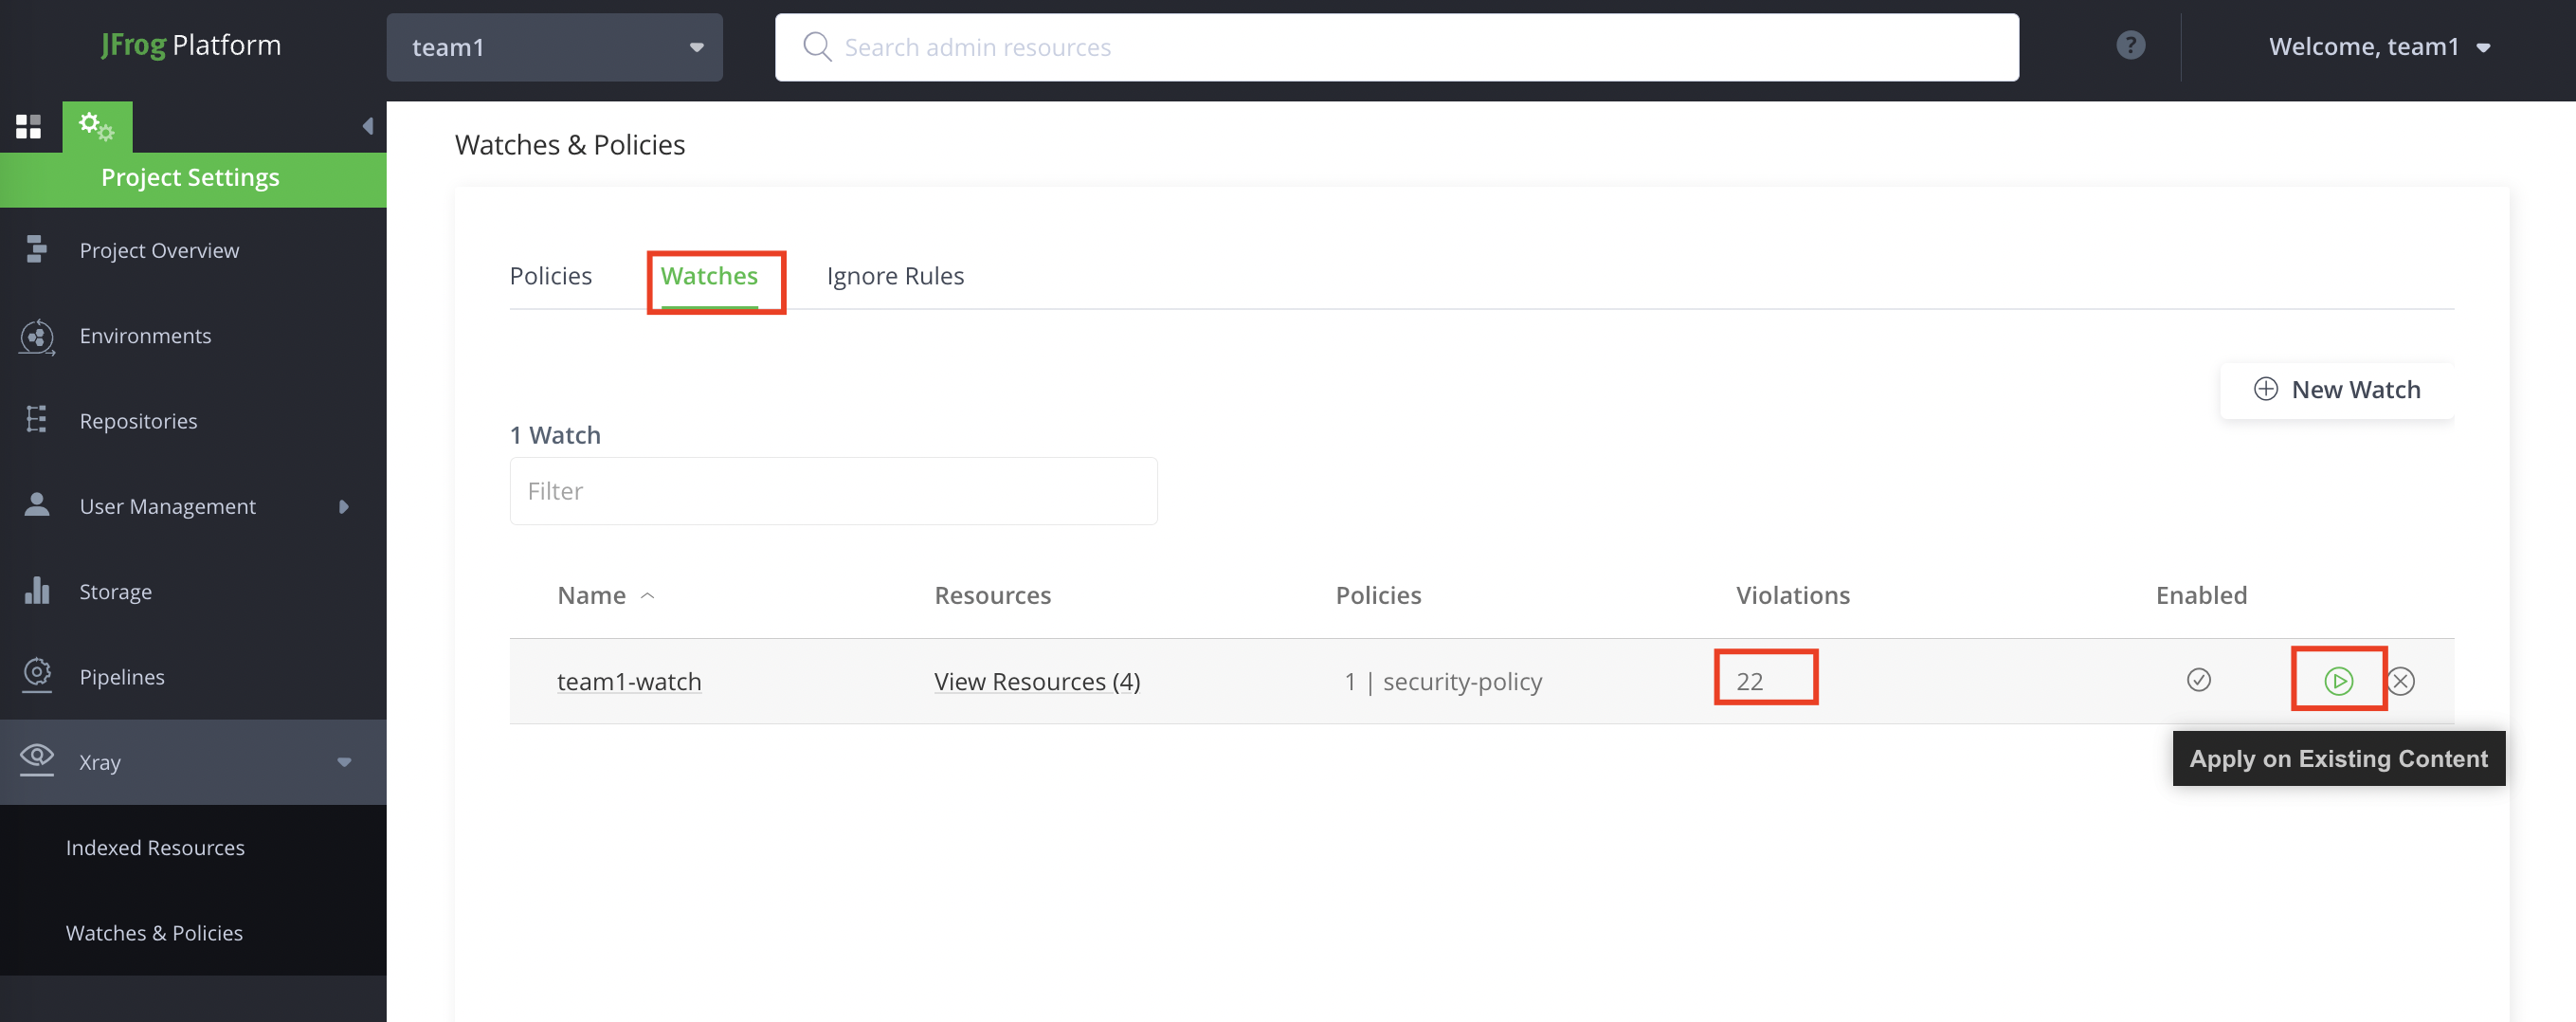 JFrog Platform
team1
Search admin resources
?
Welcome, team1
Project Settings
Project Overview
Environments
Repositories
User Management
Storage
Pipelines
Xray
Indexed Resources
Watches & Policies
Watches & Policies
Policies Watches Ignore Rules
New Watch
1 Watch
Filter
Name Resources Policies Violations Enabled
team1-watch View Resources (4) 1 | security-policy 22
Apply on Existing Content